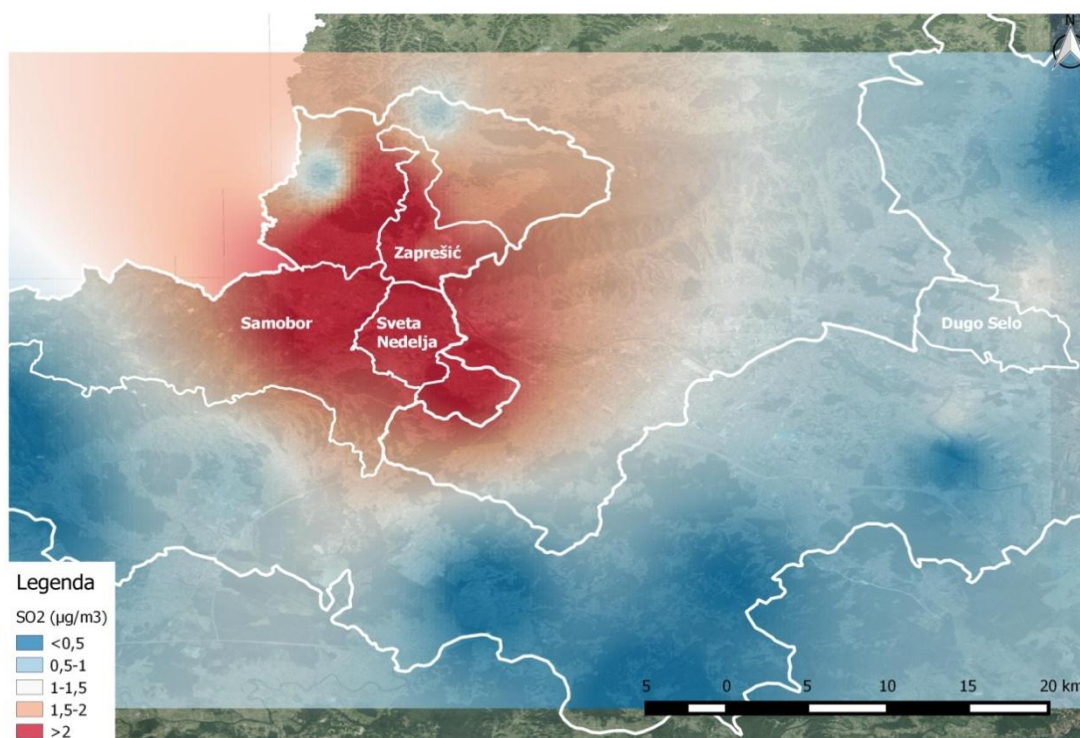 N
Zaprešić
Samobor
Sveta
Nedelja
Dugo Selo
Legenda
SO2 (µg/m3)
<0,5
0,5-1
1-1,5
1,5-2
>2
5 0 5 10 15 20 km